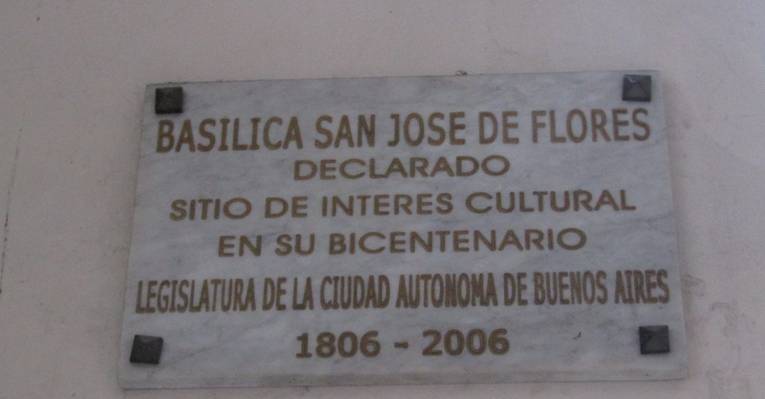 BASILICA SAN JOSE DE FLORES
DECLARADO
SITIO DE INTERES CULTURAL
EN SU BICENTENARIO
LEGISLATURA DE LA CIUDAD AUTONOMA DE BUENOS AIRES
1806 - 2006